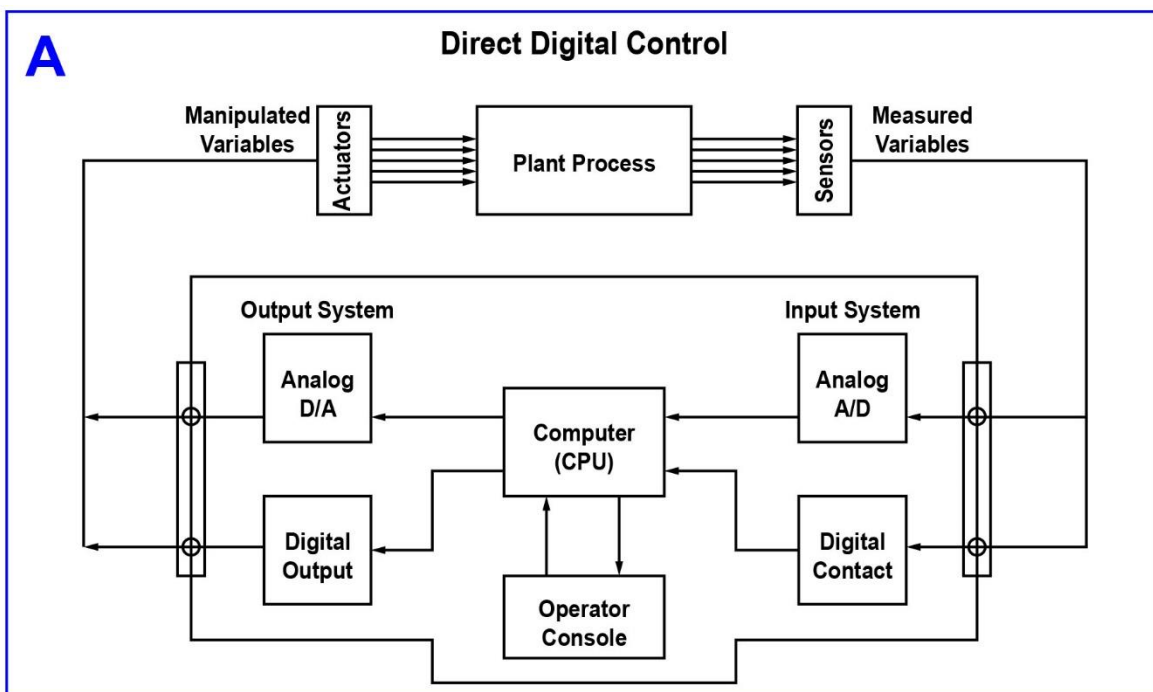 A
Direct Digital Control
Manipulated
Variables
Actuators
Plant Process
Sensors
Measured
Variables
Output System
Input System
Analog
D/A
Computer
(CPU)
Analog
A/D
Digital
Output
Operator
Console
Digital
Contact